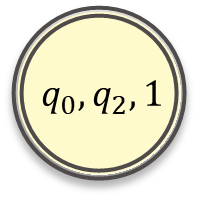 q₀, q₂, 1